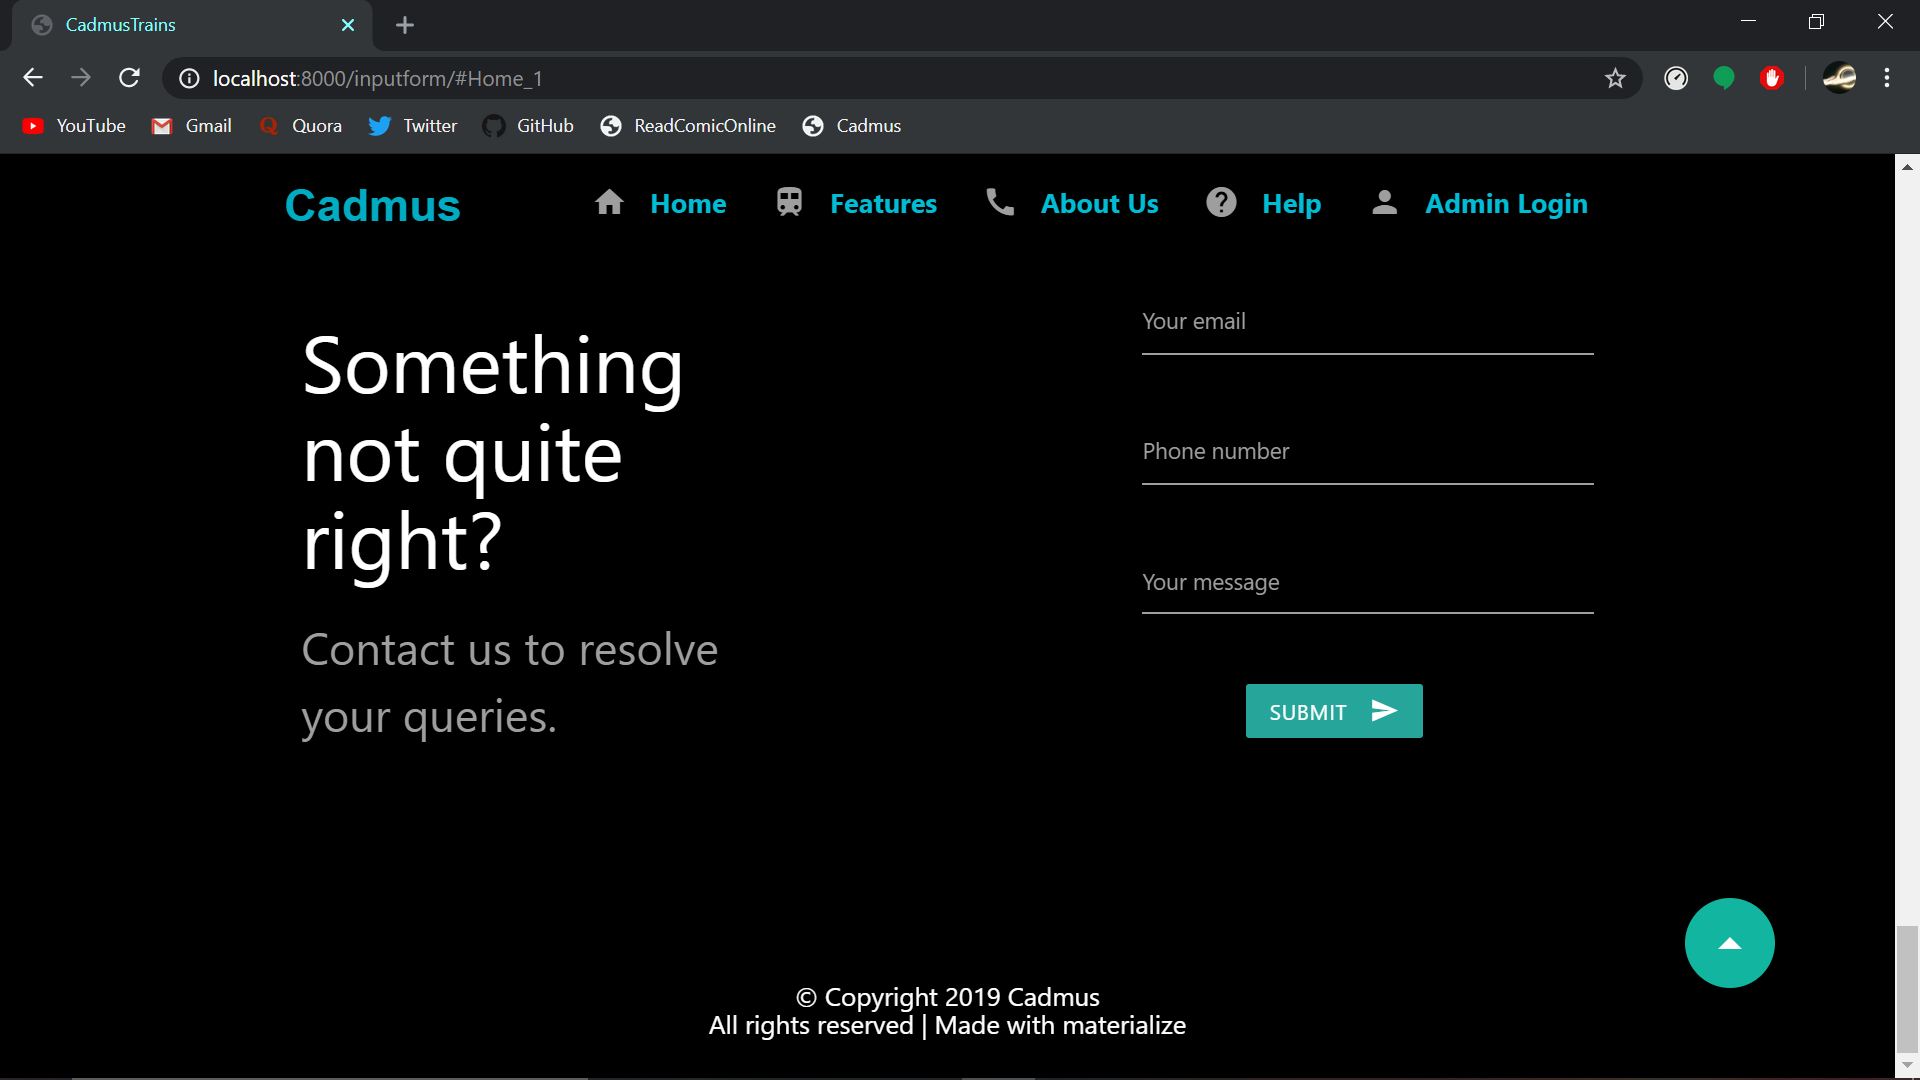 CadmusTrains
localhost:8000/inputform/#Home_1
YouTube Gmail Quora Twitter GitHub ReadComicOnline Cadmus
Cadmus Home Features About Us Help Admin Login
Something
not quite
right?
Contact us to resolve
your queries.
Your email
Phone number
Your message
SUBMIT
© Copyright 2019 Cadmus
All rights reserved | Made with materialize